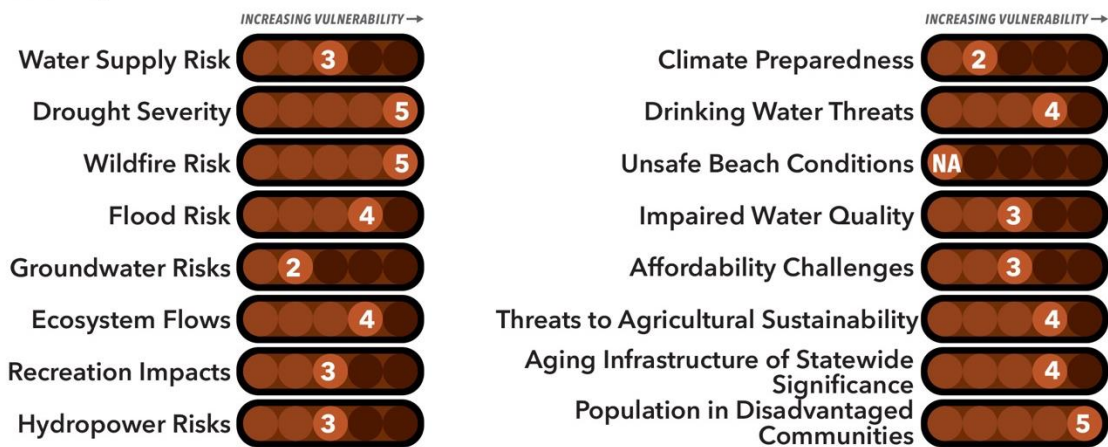 INCREASING VULNERABILITY →
Water Supply Risk 3
Drought Severity 5
Wildfire Risk 5
Flood Risk 4
Groundwater Risks 2
Ecosystem Flows 4
Recreation Impacts 3
Hydropower Risks 3
INCREASING VULNERABILITY →
Climate Preparedness 2
Drinking Water Threats 4
Unsafe Beach Conditions NA
Impaired Water Quality 3
Affordability Challenges 3
Threats to Agricultural Sustainability 4
Aging Infrastructure of Statewide
Significance 4
Population in Disadvantaged
Communities 5